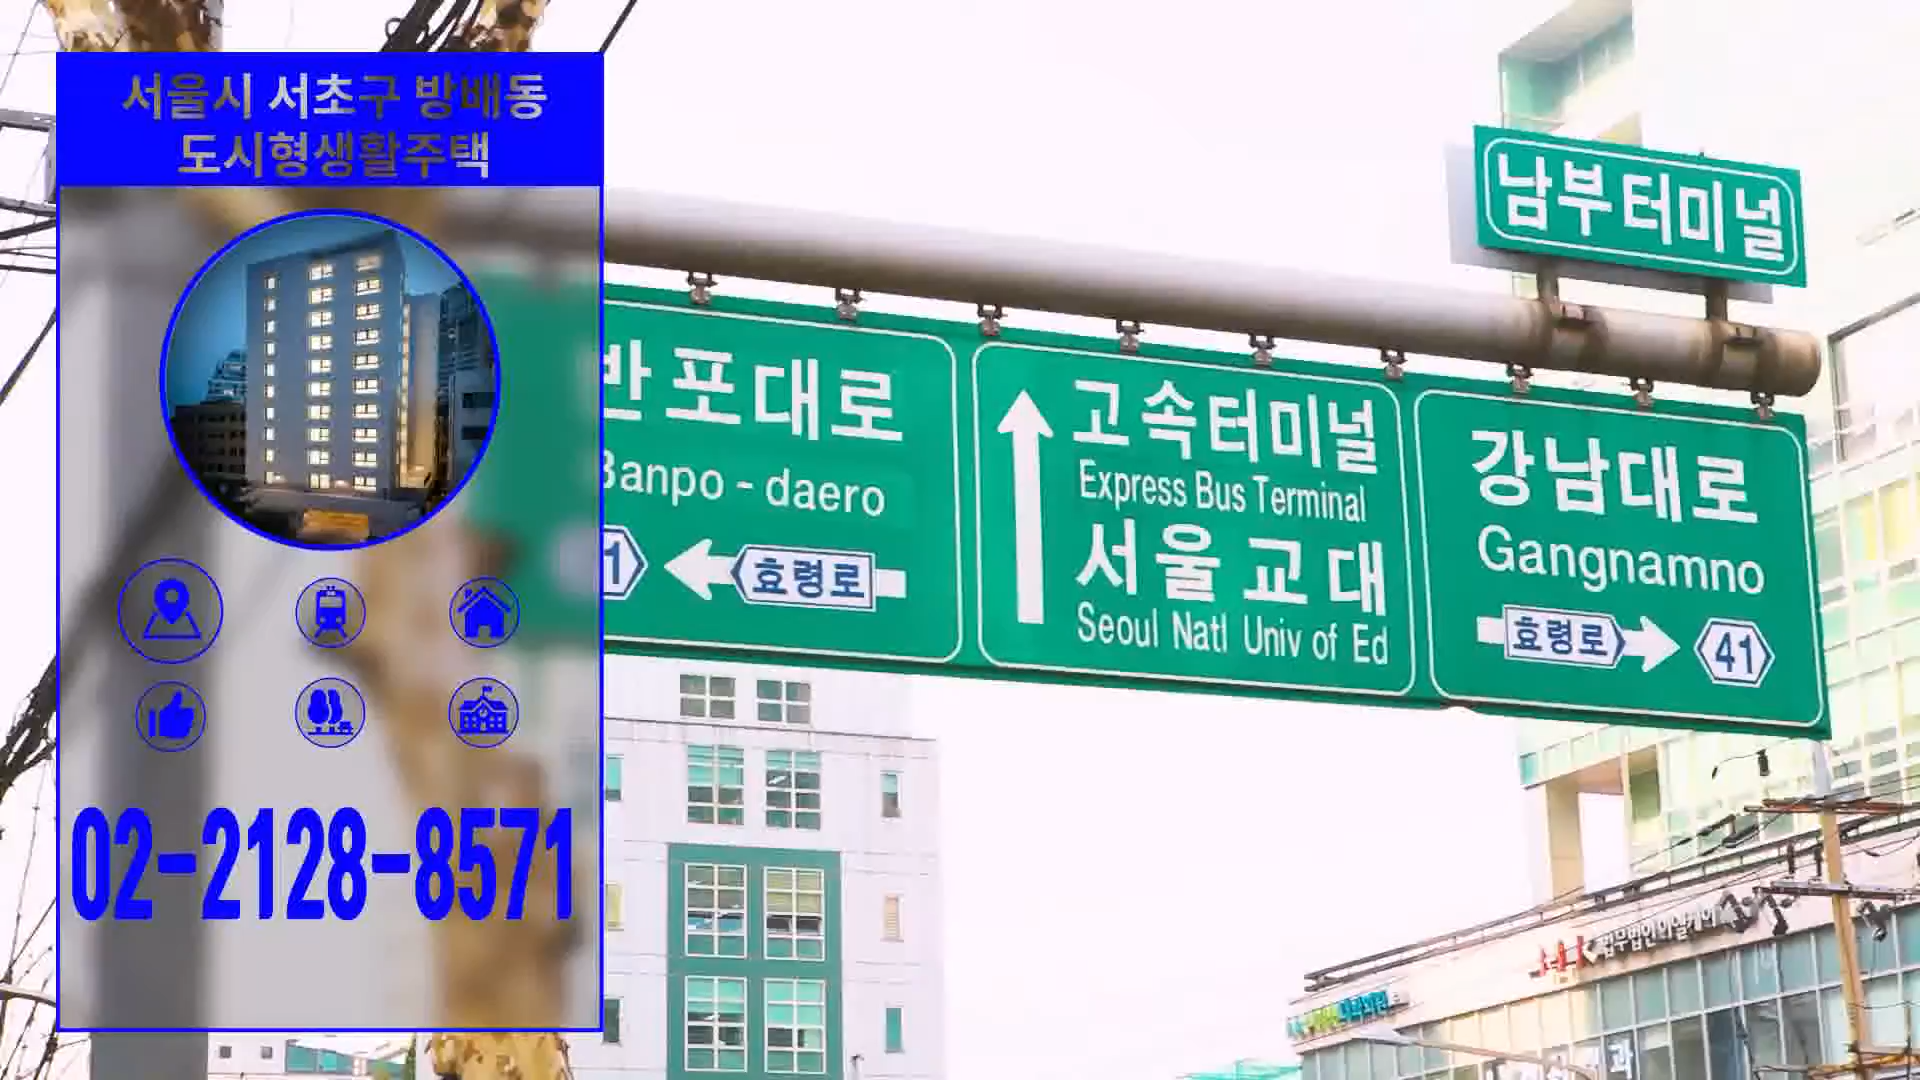 서울시 서초구 방배동
도시형생활주택
02-2128-8571
남부터미널
반포대로
Banpo-daero
1
효령로
고속터미널
Express Bus Terminal
서울교대
Seoul Natl Univ of Ed
강남대로
Gangnamno
효령로
41